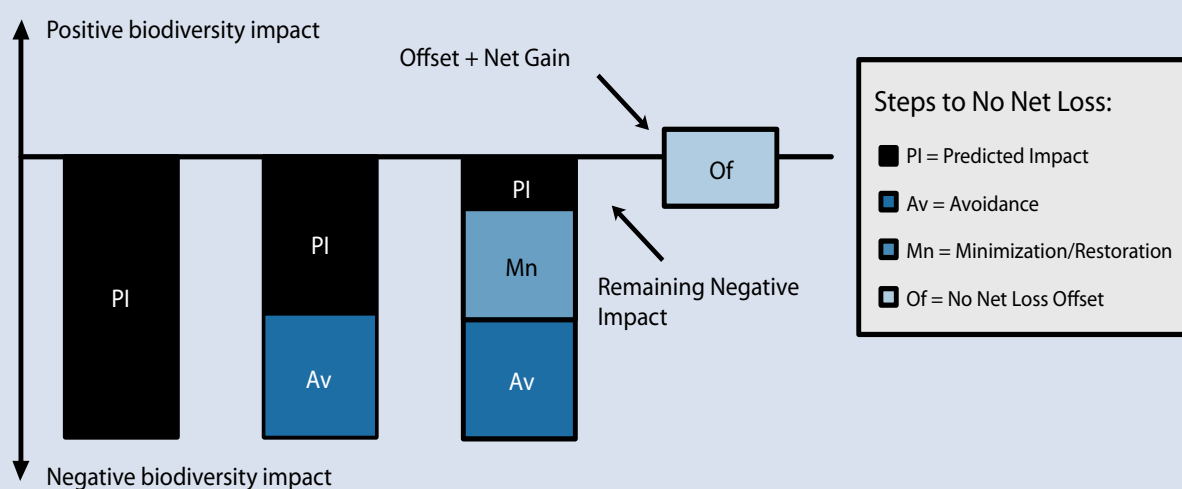 Positive biodiversity impact
Offset + Net Gain
Steps to No Net Loss:
PI = Predicted Impact
Av = Avoidance
Mn = Minimization/Restoration
Of = No Net Loss Offset
PI
PI
Av
PI
Mn
Av
Of
Remaining Negative
Impact
Negative biodiversity impact